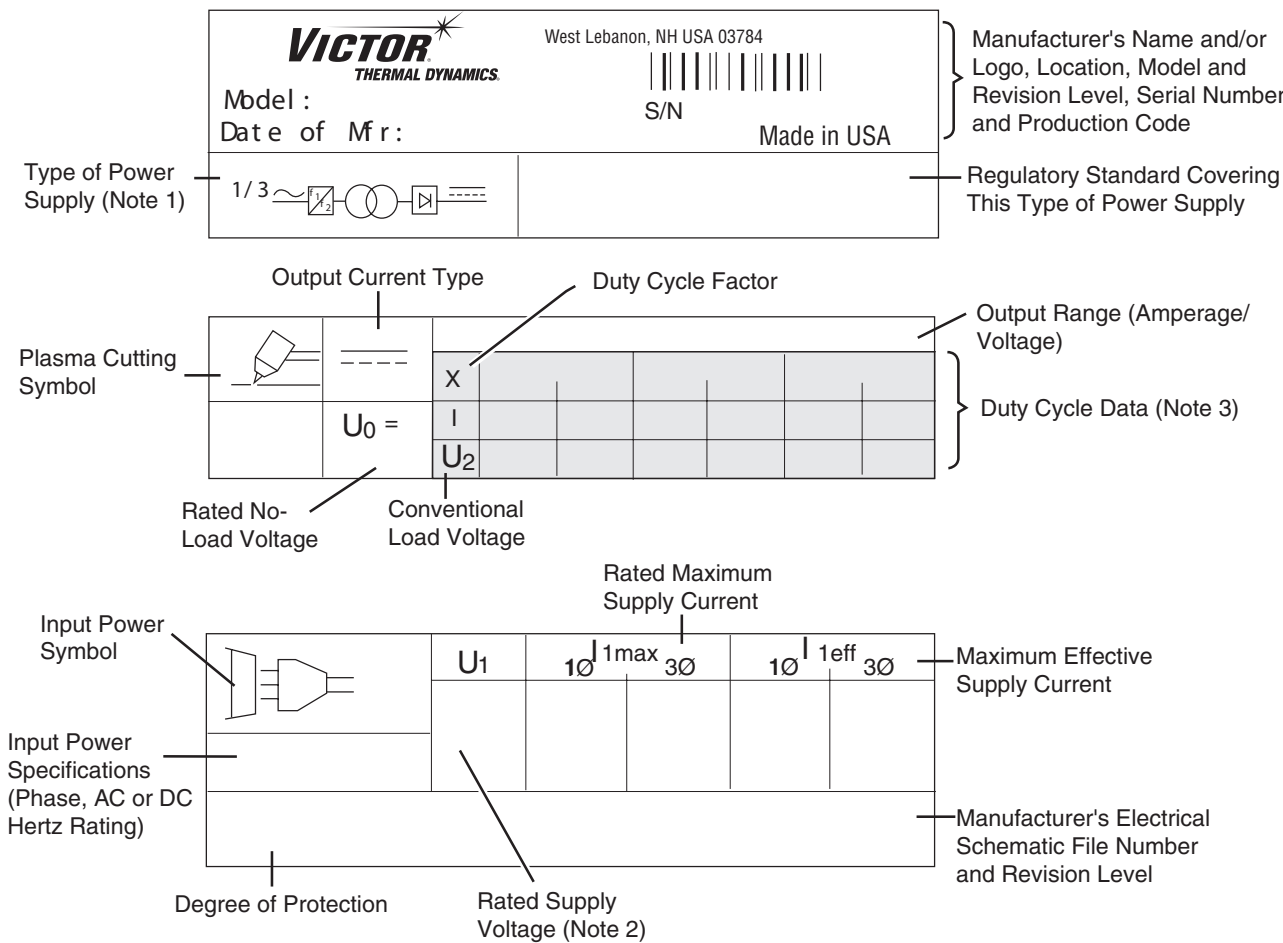 VICTOR
THERMAL DYNAMICS
West Lebanon, NH USA 03784
Model :
S/N
Date of Mfr:
Made in USA
Manufacturer's Name and/or
Logo, Location, Model and
Revision Level, Serial Number
and Production Code
Type of Power
Supply (Note 1)
1/3
f1
f2
Regulatory Standard Covering
This Type of Power Supply
Output Current Type
Duty Cycle Factor
Output Range (Amperage/
Voltage)
Plasma Cutting
Symbol
X
U0 =
I
U2
Duty Cycle Data (Note 3)
Rated No-
Load Voltage
Conventional
Load Voltage
Rated Maximum
Supply Current
Input Power
Symbol
U1
1Ø I 1max 3Ø
1Ø I 1eff 3Ø
Maximum Effective
Supply Current
Input Power
Specifications
(Phase, AC or DC
Hertz Rating)
Manufacturer's Electrical
Schematic File Number
and Revision Level
Degree of Protection
Rated Supply
Voltage (Note 2)